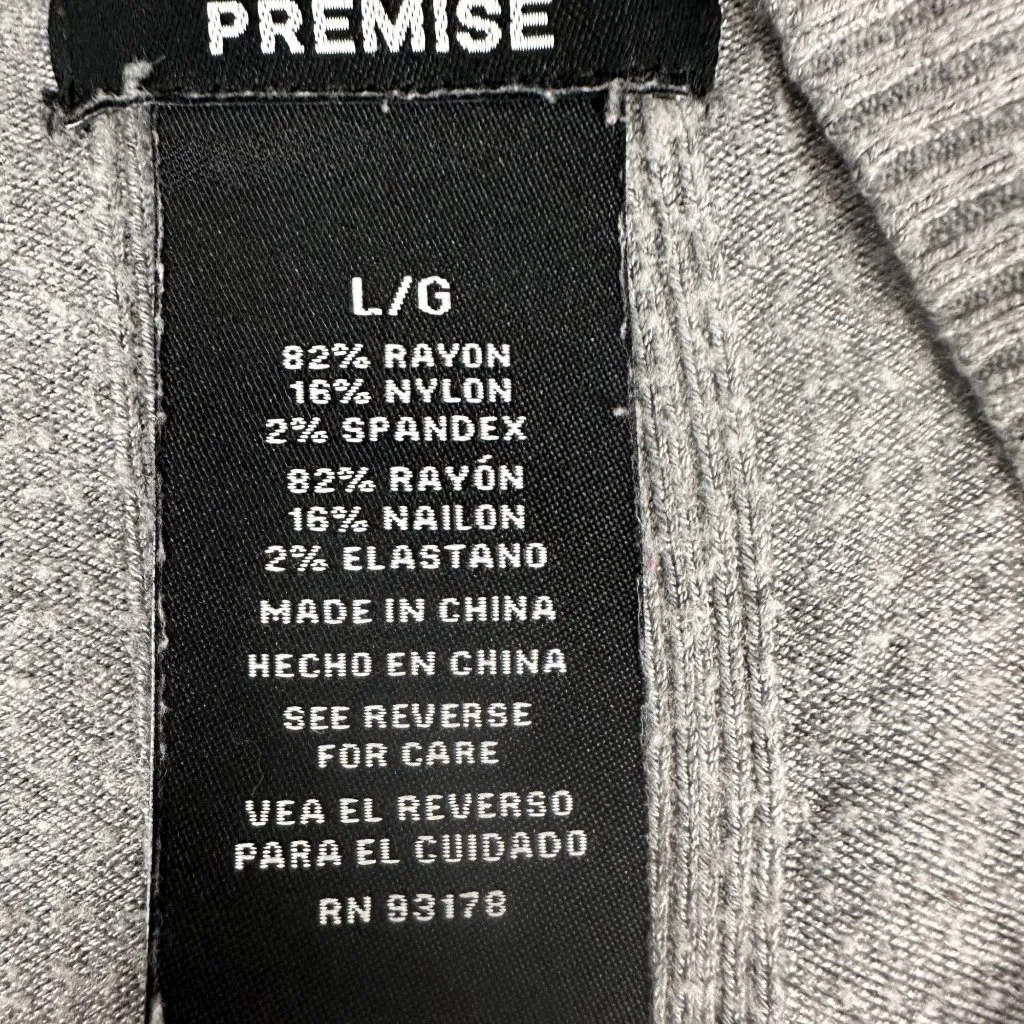 PREMISE
L/G
82% RAYON
16% NYLON
2% SPANDEX
82% RAYÓN
16% NAILON
2% ELASTANO
MADE IN CHINA
HECHO EN CHINA
SEE REVERSE
FOR CARE
VEA EL REVERSO
PARA EL CUIDADO
RN 93178